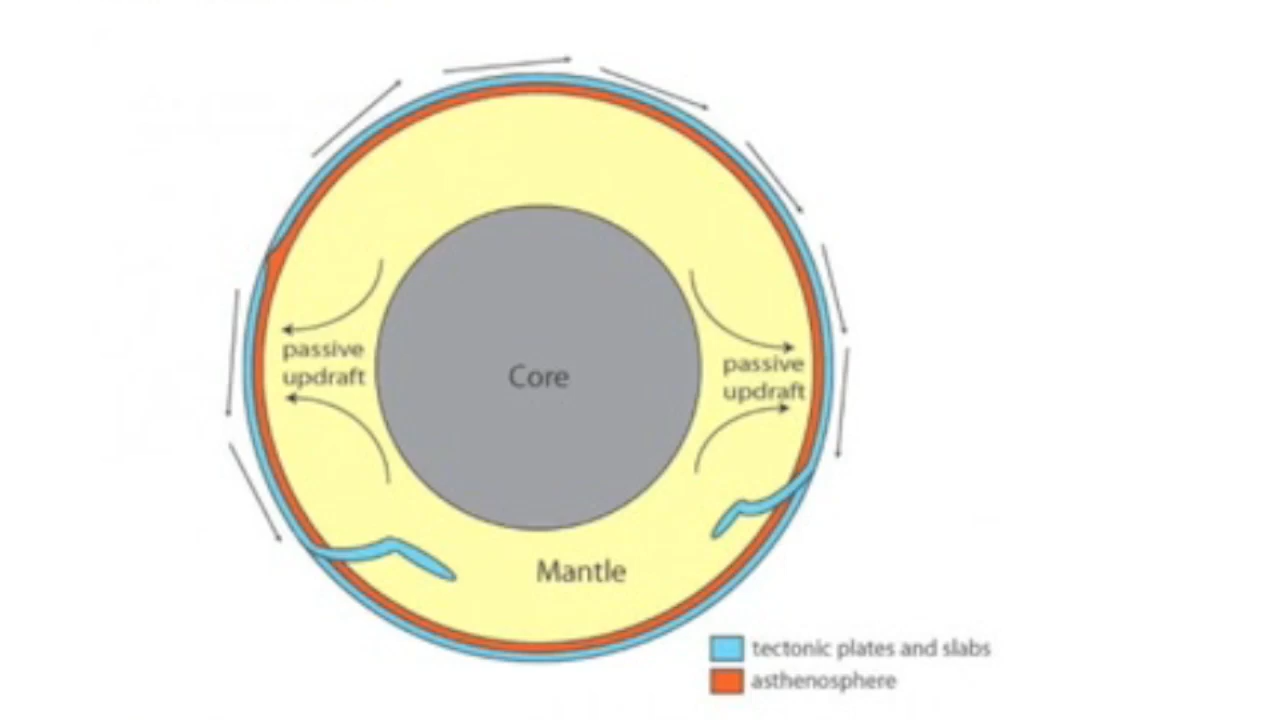 passive
updraft
Core
passive
updraft
Mantle
tectonic plates and slabs
asthenosphere